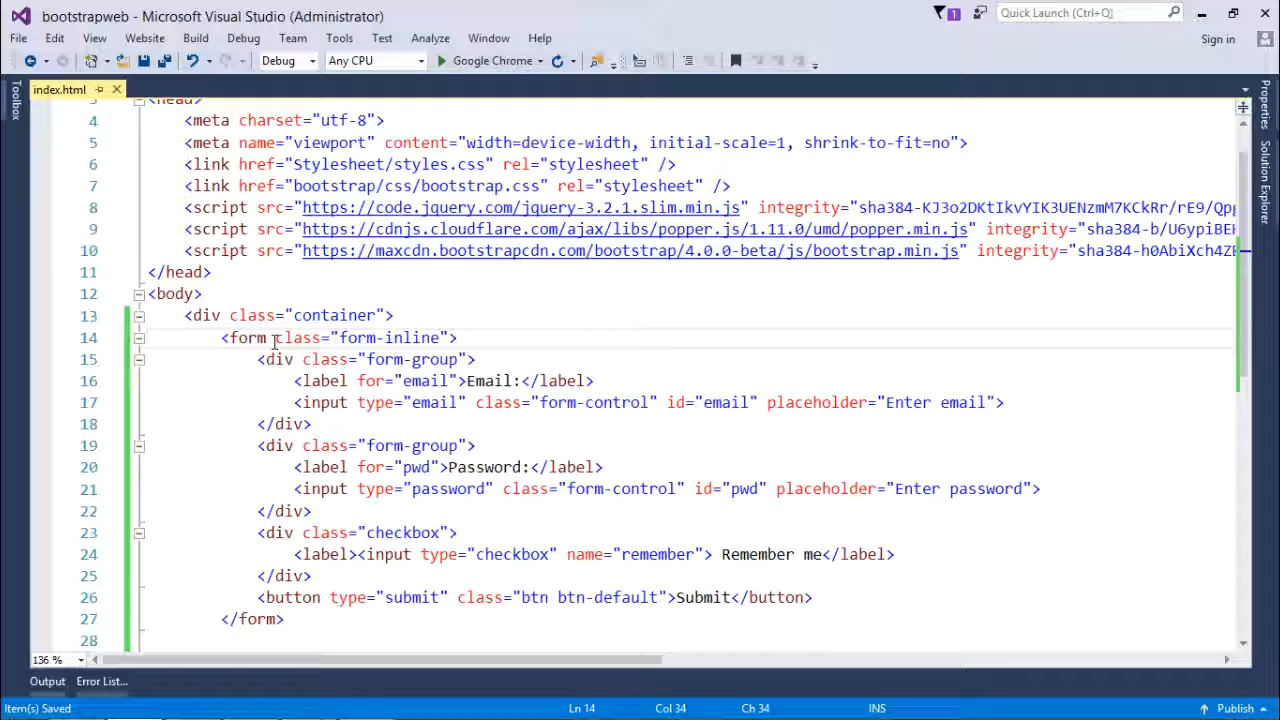 bootstrapweb - Microsoft Visual Studio (Administrator)
1
Quick Launch (Ctrl+Q)
File Edit View Website Build Debug Team Tools Test Analyze Window Help
Sign in
Debug Any CPU Google Chrome
index.html
Toolbox
Properties
Solution Explorer
3 <head>
4 <meta charset="utf-8">
5 <meta name="viewport" content="width=device-width, initial-scale=1, shrink-to-fit=no">
6 <link href="Stylesheet/styles.css" rel="stylesheet" />
7 <link href="bootstrap/css/bootstrap.css" rel="stylesheet" />
8 <script src="https://code.jquery.com/jquery-3.2.1.slim.min.js" integrity="sha384-KJ3o2DKtIkvYIK3UENzmM7KCkRr/rE9/Qpg
9 <script src="https://cdnjs.cloudflare.com/ajax/libs/popper.js/1.11.0/umd/popper.min.js" integrity="sha384-b/U6ypiBE
10 <script src="https://maxcdn.bootstrapcdn.com/bootstrap/4.0.0-beta/js/bootstrap.min.js" integrity="sha384-h0AbiXch4Z
11 </head>
12 <body>
13 <div class="container">
14 <form class="form-inline">
15 <div class="form-group">
16 <label for="email">Email:</label>
17 <input type="email" class="form-control" id="email" placeholder="Enter email">
18 </div>
19 <div class="form-group">
20 <label for="pwd">Password:</label>
21 <input type="password" class="form-control" id="pwd" placeholder="Enter password">
22 </div>
23 <div class="checkbox">
24 <label><input type="checkbox" name="remember"> Remember me</label>
25 </div>
26 <button type="submit" class="btn btn-default">Submit</button>
27 </form>
28
136 %
Output Error List...
Item(s) Saved Ln 14 Col 34 Ch 34 INS Publish